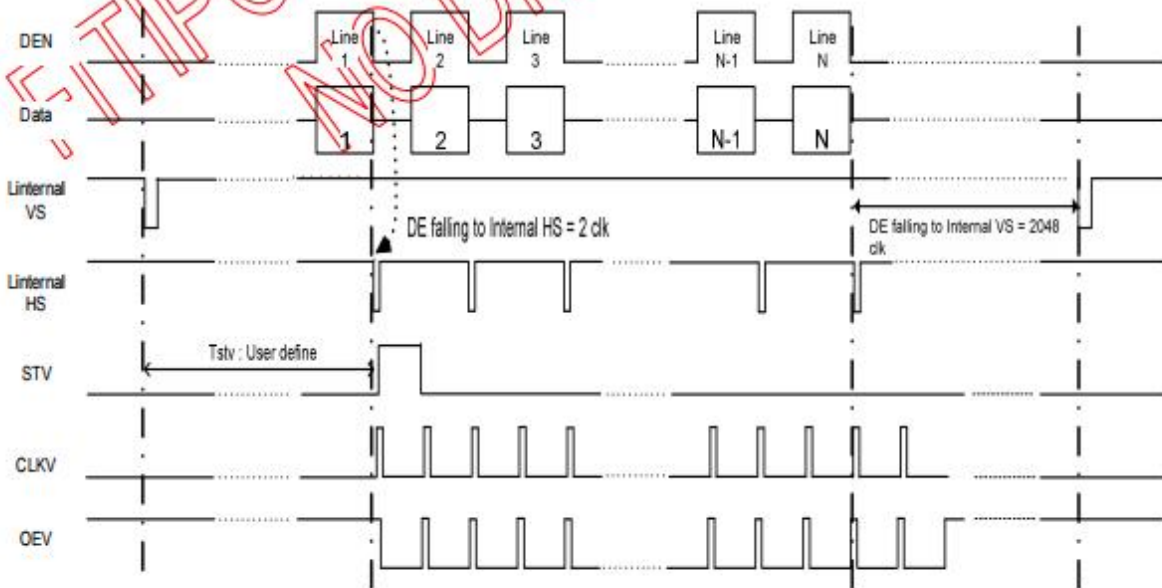 DEN
Line
1
Line
2
Line
3
Line
N-1
Line
N
Data
1
2
3
N-1
N
Linternal
VS
DE falling to Internal HS = 2 clk
DE falling to Internal VS = 2048
clk
Linternal
HS
Tstv : User define
STV
CLKV
OEV
NO